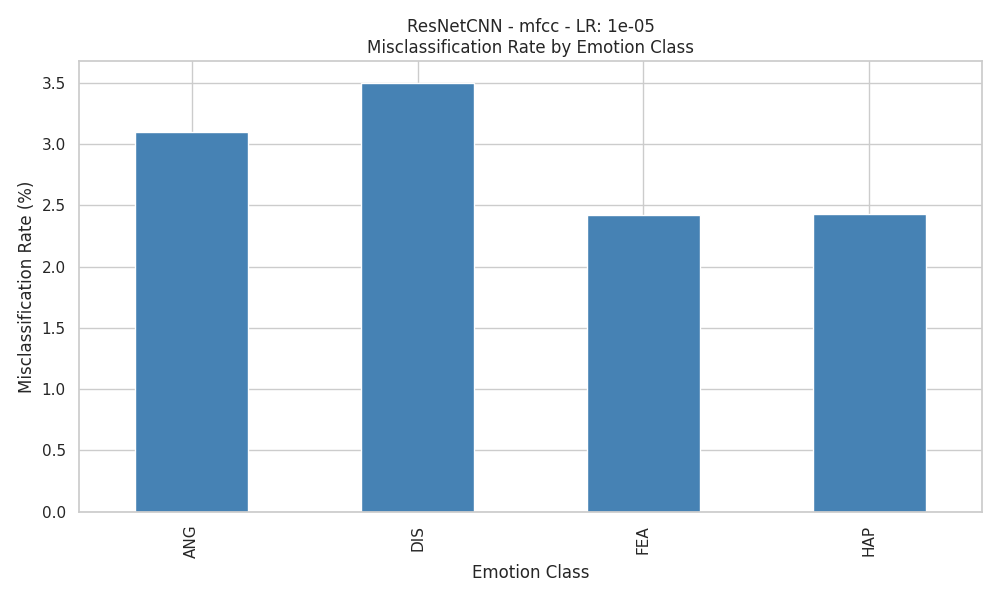 ResNetCNN - mfcc - LR: 1e-05
Misclassification Rate by Emotion Class
Misclassification Rate (%)
3.5
3.0
2.5
2.0
1.5
1.0
0.5
0.0
ANG
DIS
FEA
HAP
Emotion Class